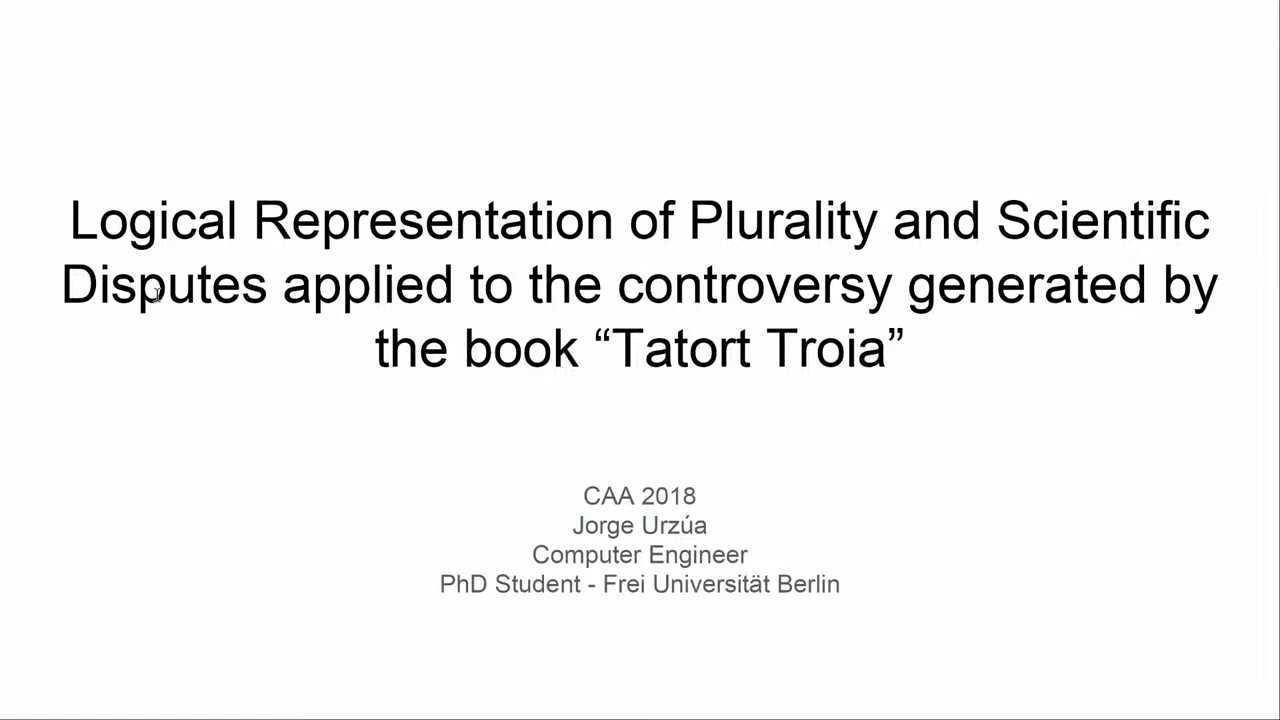 Logical Representation of Plurality and Scientific
Disputes applied to the controversy generated by
the book “Tatort Troia”
CAA 2018
Jorge Urzúa
Computer Engineer
PhD Student - Frei Universität Berlin